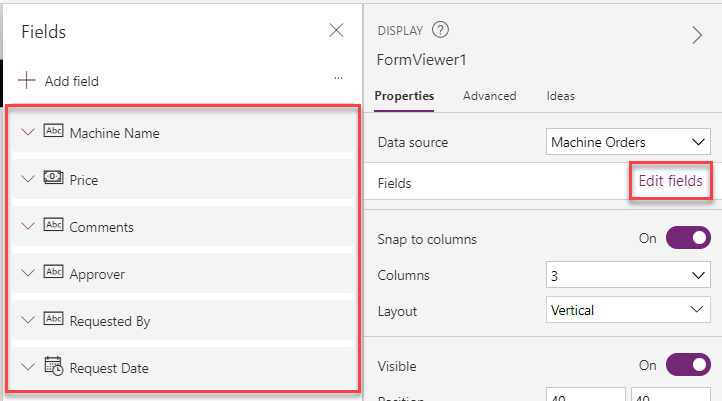 Fields
+ Add field
...
Abc Machine Name
Price
Abc Comments
Abc Approver
Abc Requested By
Request Date
DISPLAY ?
FormViewer1
Properties Advanced Ideas
Data source Machine Orders
Fields Edit fields
Snap to columns On
Columns 3
Layout Vertical
Visible On
Position 40 40